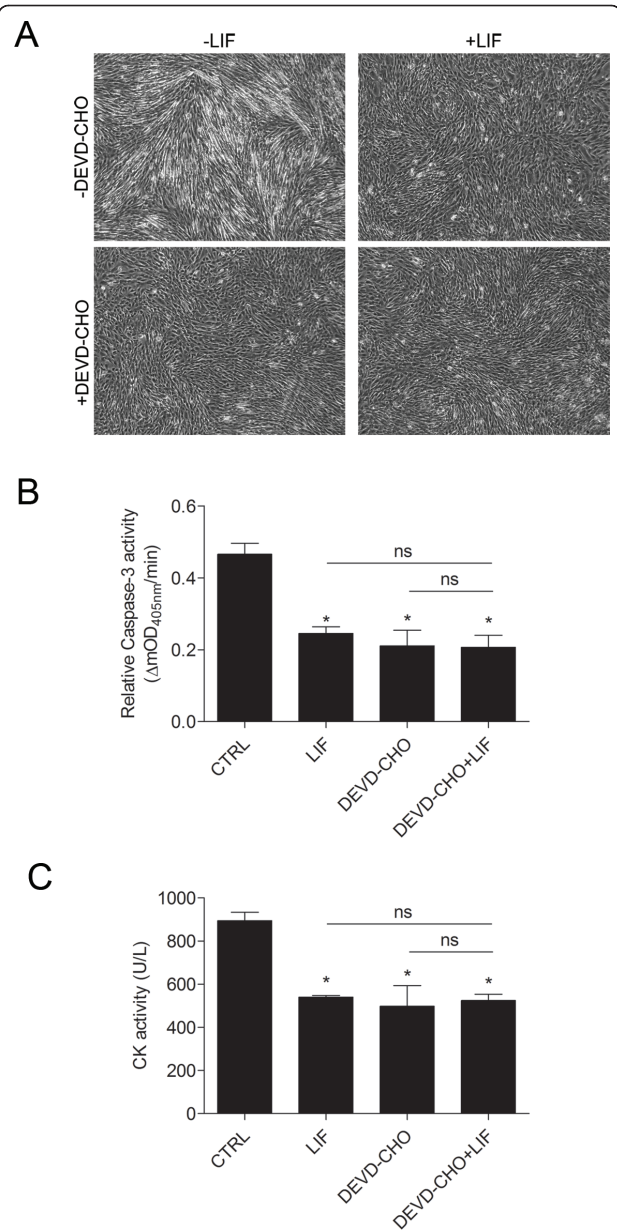 A
-LIF
+LIF
-DEVD-CHO
+DEVD-CHO
B
Relative Caspase-3 activity
(ΔmOD405nm/min)
0.6
0.4
0.2
0.0
ns
ns
*
*
*
CTRL
LIF
DEVD-CHO
DEVD-CHO+LIF
C
CK activity (U/L)
1000
800
600
400
200
0
ns
ns
*
*
*
CTRL
LIF
DEVD-CHO
DEVD-CHO+LIF